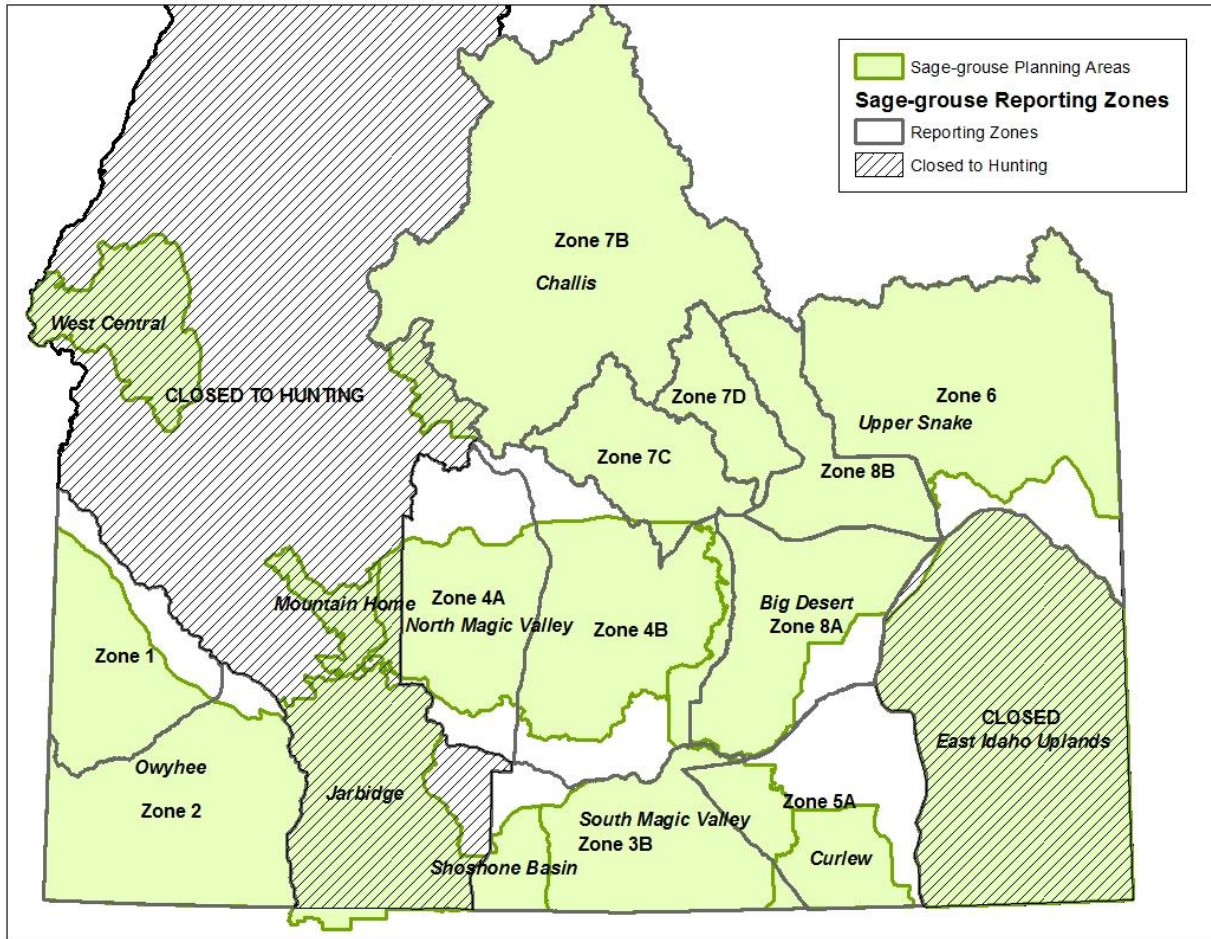 Sage-grouse Planning Areas
Sage-grouse Reporting Zones
Reporting Zones
Closed to Hunting
Zone 7B
Challis
West Central
CLOSED TO HUNTING
Zone 7D
Zone 6
Upper Snake
Zone 7C
Zone 8B
Mountain Home
Zone 4A
North Magic Valley
Zone 4B
Big Desert
Zone 8A
Zone 1
CLOSED
East Idaho Uplands
Owyhee
Zone 2
Jarbidge
Zone 5A
South Magic Valley
Zone 3B
Shoshone Basin
Curlew